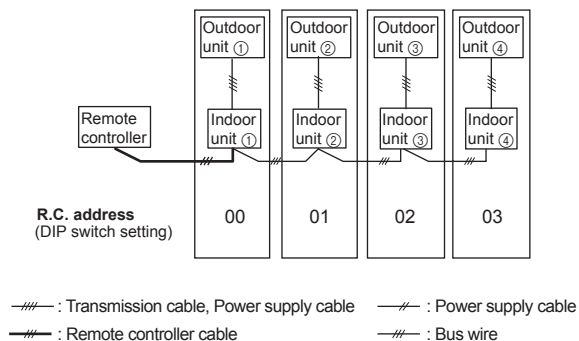 Outdoor
unit ①
Outdoor
unit ②
Outdoor
unit ③
Outdoor
unit ④
Remote
controller
Indoor
unit ①
Indoor
unit ②
Indoor
unit ③
Indoor
unit ④
R.C. address
(DIP switch setting)
00
01
02
03
: Transmission cable, Power supply cable
: Power supply cable
: Remote controller cable
: Bus wire